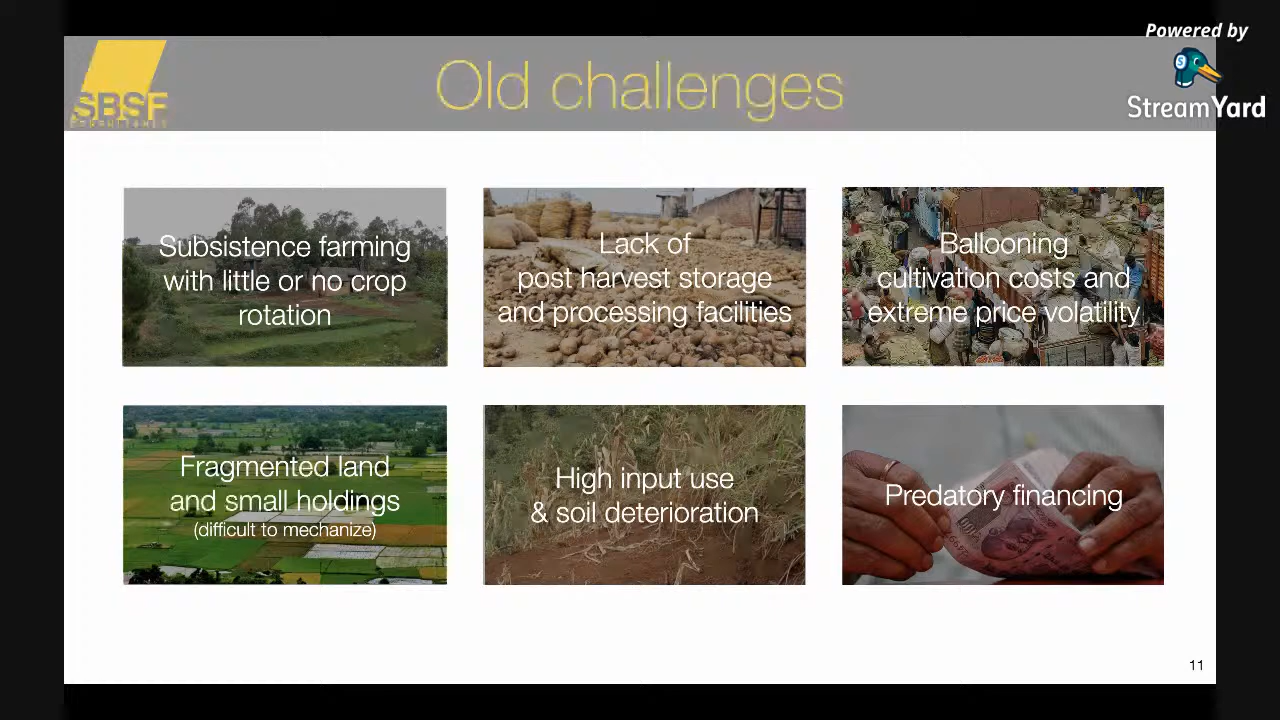 Powered by
StreamYard
SBSF
Old challenges
Subsistence farming
with little or no crop
rotation
Lack of
post harvest storage
and processing facilities
Ballooning
cultivation costs and
extreme price volatility
Fragmented land
and small holdings
(difficult to mechanize)
High input use
& soil deterioration
Predatory financing
11